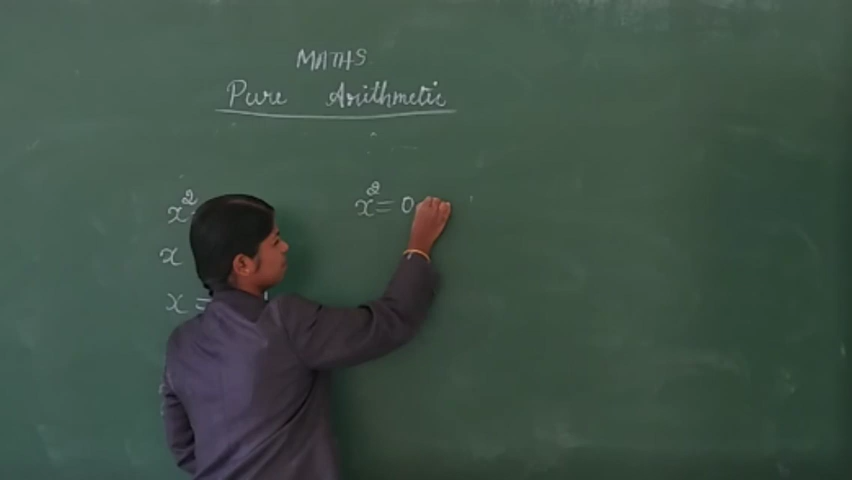 MATHS
Pure Arithmetic
x²
x² = 0
x
x =